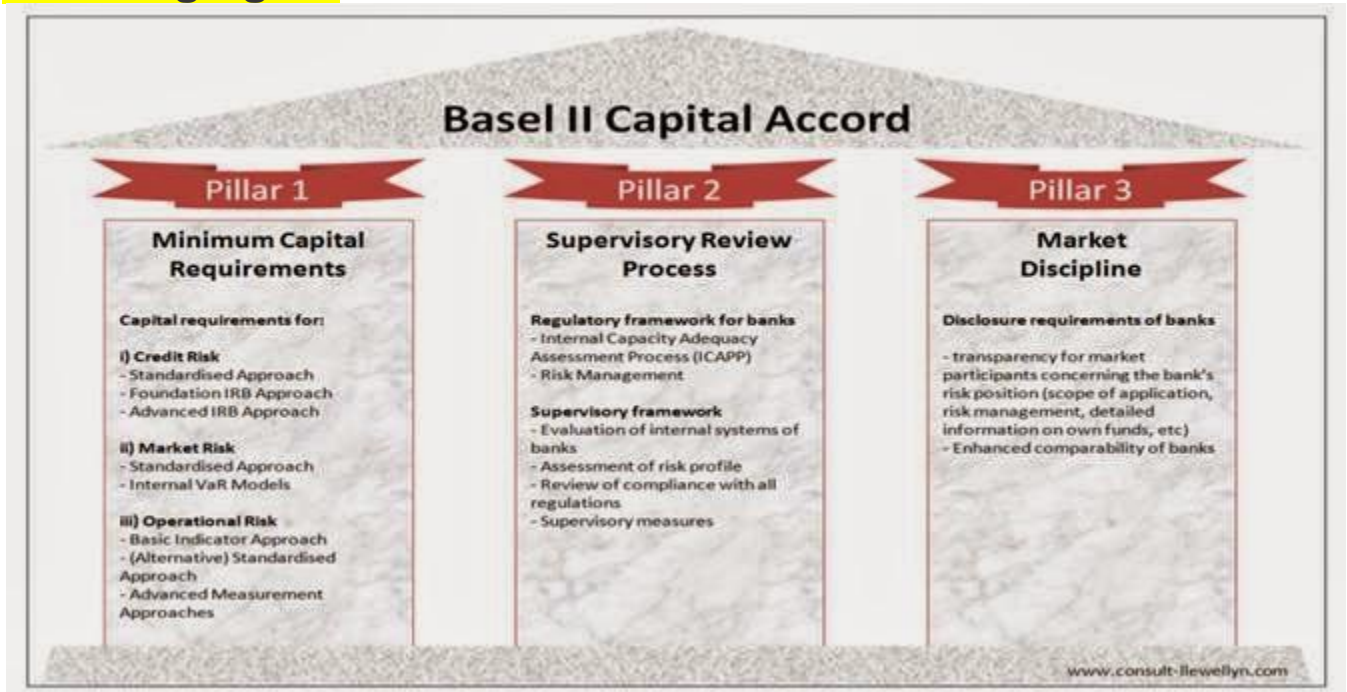 Basel II Capital Accord
Pillar 1
Minimum Capital
Requirements
Capital requirements for:
i) Credit Risk
- Standardised Approach
- Foundation IRB Approach
- Advanced IRB Approach
ii) Market Risk
- Standardised Approach
- Internal VaR Models
iii) Operational Risk
- Basic Indicator Approach
- (Alternative) Standardised
Approach
- Advanced Measurement
Approaches
Pillar 2
Supervisory Review
Process
Regulatory framework for banks
- Internal Capacity Adequacy
Assessment Process (ICAPP)
- Risk Management
Supervisory framework
- Evaluation of internal systems of
banks
- Assessment of risk profile
- Review of compliance with all
regulations
- Supervisory measures
Pillar 3
Market
Discipline
Disclosure requirements of banks
- transparency for market
participants concerning the bank's
risk position (scope of application,
risk management, detailed
information on own funds, etc)
- Enhanced comparability of banks
www.consult-llewellyn.com